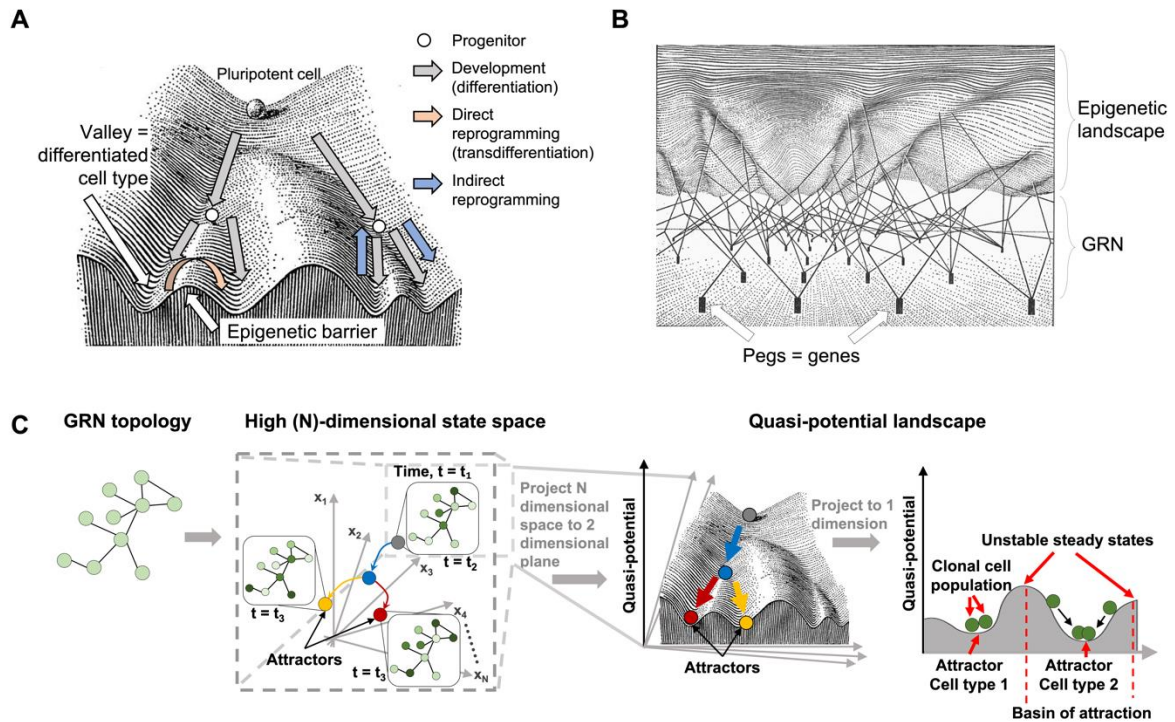 A
Pluripotent cell
Valley =
differentiated
cell type
Epigenetic barrier
Progenitor
Development
(differentiation)
Direct
reprogramming
(transdifferentiation)
Indirect
reprogramming
B
Epigenetic
landscape
GRN
Pegs = genes
C
GRN topology
High (N)-dimensional state space
Quasi-potential landscape
Time, t = t1
x1
x2
x3
t = t2
t = t3
x4
t = t3
xN
Attractors
Project N
dimensional
space to 2
dimensional
plane
Quasi-potential
Attractors
Project to 1
dimension
Quasi-potential
Unstable steady states
Clonal cell
population
Attractor
Cell type 1
Attractor
Cell type 2
Basin of attraction